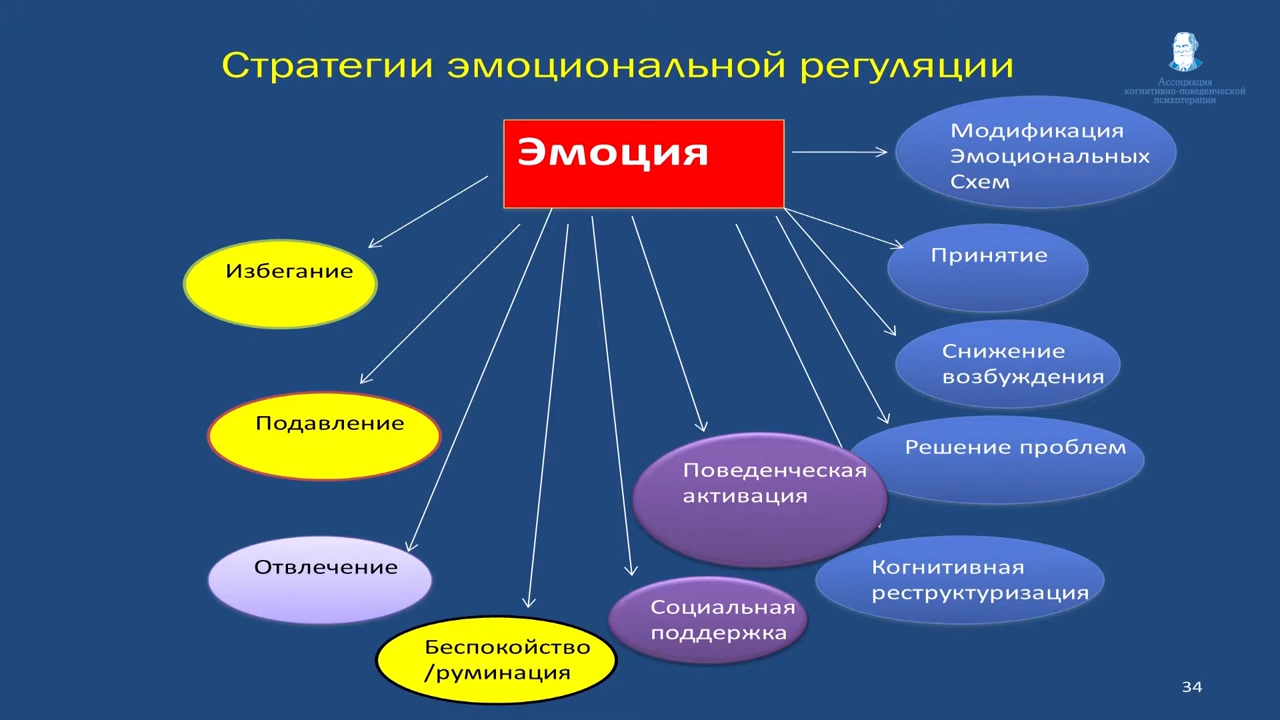 Стратегии эмоциональной регуляции
Ассоциация
когнитивно-поведенческой
психотерапии
Эмоция
Модификация
Эмоциональных
Схем
Принятие
Избегание
Снижение
возбуждения
Подавление
Решение проблем
Поведенческая
активация
Отвлечение
Когнитивная
реструктуризация
Социальная
поддержка
Беспокойство
/руминация
34